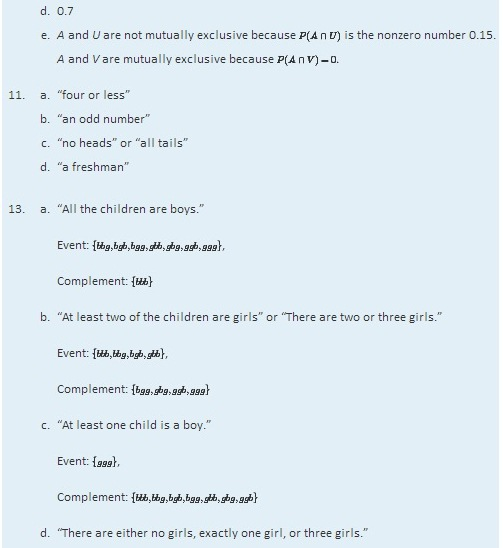 d. 0.7
e. A and U are not mutually exclusive because P(A ∩ U) is the nonzero number 0.15.
A and V are mutually exclusive because P(A ∩ V) = 0.
11. a. “four or less”
b. “an odd number”
c. “no heads” or “all tails”
d. “a freshman”
13. a. “All the children are boys.”
Event: {bbg,bgb,bgg,gbb,gbg,ggb,ggg},
Complement: {bbb}
b. “At least two of the children are girls” or “There are two or three girls.”
Event: {bbb,bbg,bgb,gbb},
Complement: {bgg,gbg,ggb,ggg}
c. “At least one child is a boy.”
Event: {ggg},
Complement: {bbb,bbg,bgb,bgg,gbb,gbg,ggb}
d. “There are either no girls, exactly one girl, or three girls.”